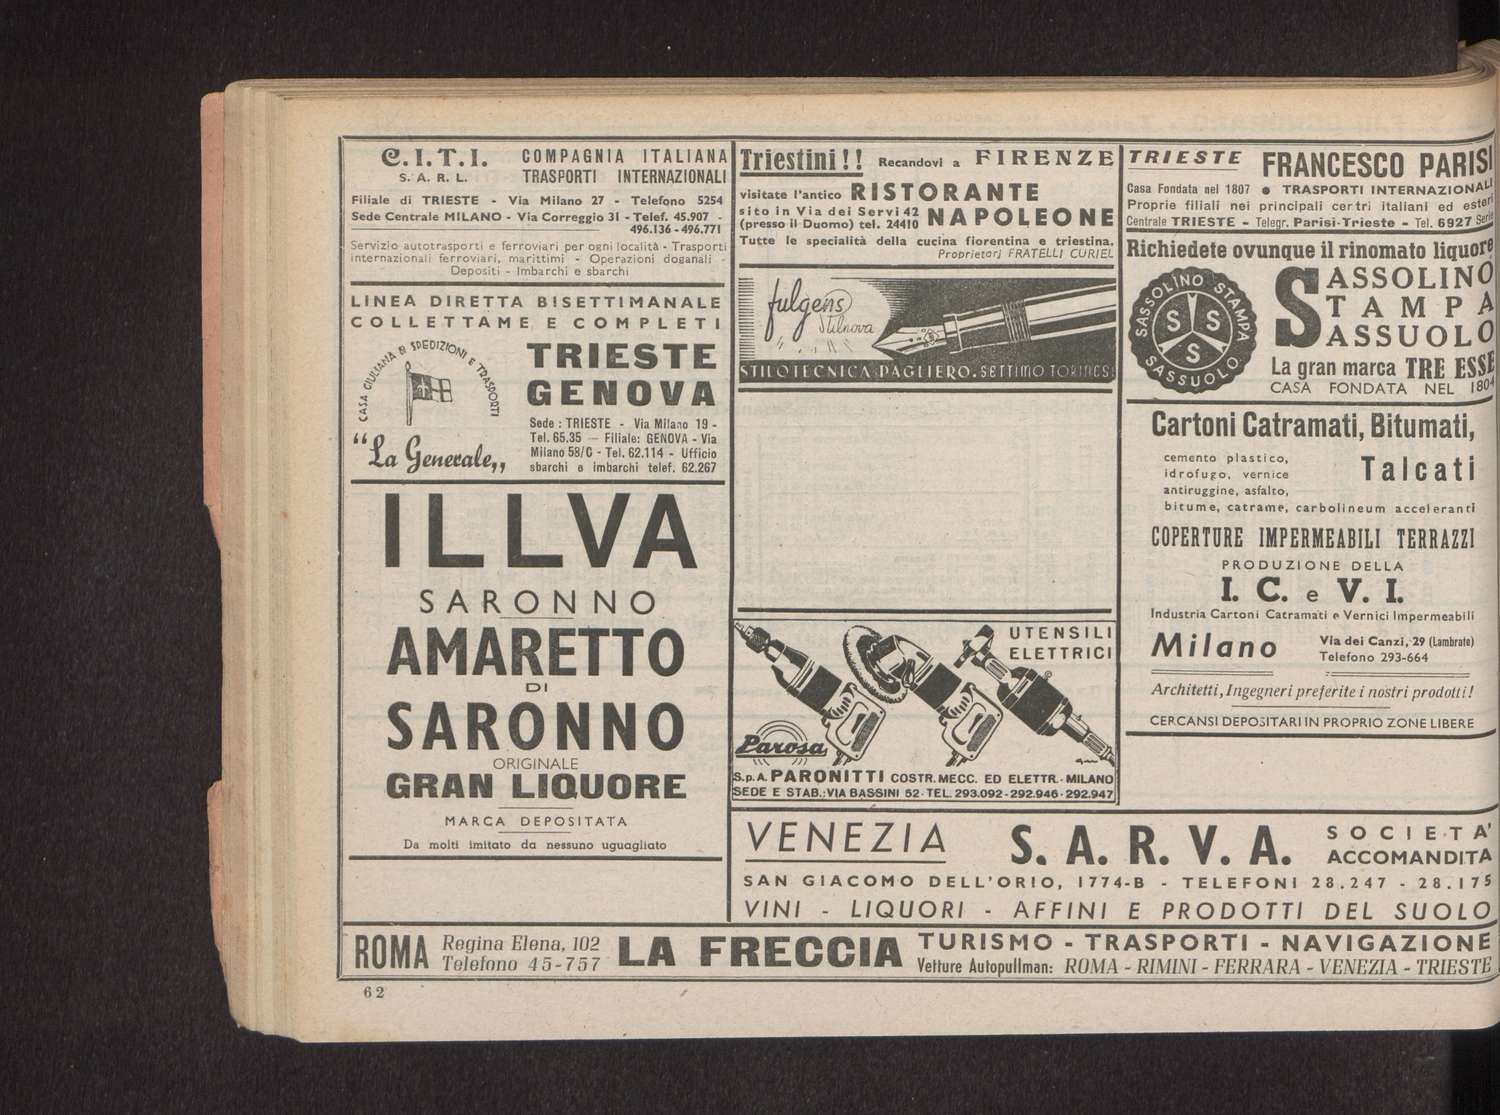 C.I.T.I.
S. A. R. L.
COMPAGNIA ITALIANA
TRASPORTI INTERNAZIONALI
Filiale di TRIESTE - Via Milano 27 - Telefono 5254
Sede Centrale MILANO - Via Correggio 31 - Telef. 45.907 -
496.136 - 496.771
Servizio autotrasporti e ferroviari per ogni località - Trasporti
internazionali ferroviari, marittimi - Operazioni doganali -
Depositi - Imbarchi e sbarchi
LINEA DIRETTA BISETTIMANALE
COLLETTAME E COMPLETI
CASA GIULIANA DI SPEDIZIONI E TRASPORTI
"La Generale„
TRIESTE
GENOVA
Sede : TRIESTE - Via Milano 19 -
Tel. 65.35 — Filiale: GENOVA - Via
Milano 58/C - Tel. 62.114 - Ufficio
sbarchi e imbarchi telef. 62.267
ILLVA
SARONNO
AMARETTO
DI
SARONNO
ORIGINALE
GRAN LIQUORE
MARCA DEPOSITATA
Da molti imitato da nessuno uguagliato
Triestini!! Recandovi a FIRENZE
visitate l'antico RISTORANTE
sito in Via dei Servi 42
(presso il Duomo) tel. 24410
NAPOLEONE
Tutte le specialità della cucina fiorentina e triestina.
Proprietarj FRATELLI CURIEL
fulgens
Stilnova
STILOTECNICA PAGLIERO. SETTIMO TORINESE
UTENSILI
ELETTRICI
Parosa
S.p.A. PARONITTI COSTR. MECC. ED ELETTR. - MILANO
SEDE E STAB.: VIA BASSINI 52 - TEL. 293.092 - 292.946 - 292.947
TRIESTE FRANCESCO PARISI
Casa Fondata nel 1807 • TRASPORTI INTERNAZIONALI
Proprie filiali nei principali certri italiani ed esteri
Centrale TRIESTE - Telegr. Parisi-Trieste - Tel. 6927 Serie
Richiedete ovunque il rinomato liquore
SASSOLINO STAMPA
SASSUOLO
S S S
SASSOLINO
STAMPA
SASSUOLO
La gran marca TRE ESSE
CASA FONDATA NEL 1804
Cartoni Catramati, Bitumati,
Talcati
cemento plastico,
idrofugo, vernice
antiruggine, asfalto,
bitume, catrame, carbolineum acceleranti
COPERTURE IMPERMEABILI TERRAZZI
PRODUZIONE DELLA
I. C. e V. I.
Industria Cartoni Catramati e Vernici Impermeabili
Milano
Via dei Canzi, 29 (Lambrate)
Telefono 293-664
Architetti, Ingegneri preferite i nostri prodotti!
CERCANSI DEPOSITARI IN PROPRIO ZONE LIBERE
VENEZIA S. A. R. V. A.
SOCIETA'
ACCOMANDITA
SAN GIACOMO DELL'ORIO, 1774-B - TELEFONI 28.247 - 28.175
VINI - LIQUORI - AFFINI E PRODOTTI DEL SUOLO
ROMA
Regina Elena, 102
Telefono 45-757
LA FRECCIA
TURISMO - TRASPORTI - NAVIGAZIONE
Vetture Autopullman: ROMA - RIMINI - FERRARA - VENEZIA - TRIESTE
62